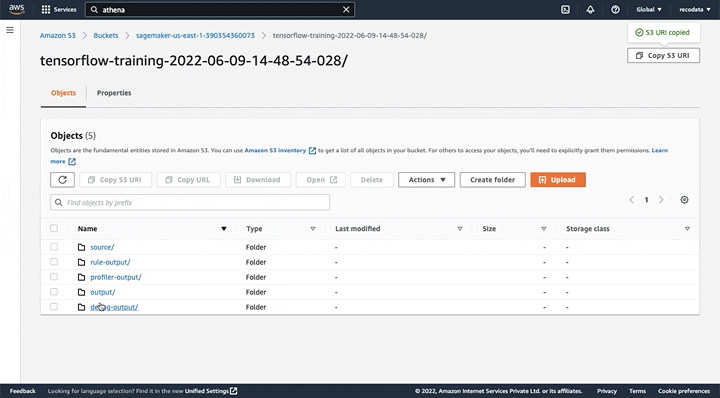 aws
Services
athena
Global
recodata
S3 URI copied
Amazon S3
Buckets
sagemaker-us-east-1-390354360073
tensorflow-training-2022-06-09-14-48-54-028/
tensorflow-training-2022-06-09-14-48-54-028/
Copy S3 URI
Objects
Properties
Objects (5)
Objects are the fundamental entities stored in Amazon S3. You can use Amazon S3 inventory to get a list of all objects in your bucket. For others to access your objects, you'll need to explicitly grant them permissions. Learn
more
Copy S3 URI
Copy URL
Download
Open
Delete
Actions
Create folder
Upload
Find objects by prefix
1
Name
Type
Last modified
Size
Storage class
source/ Folder - - -
rule-output/ Folder - - -
profiler-output/ Folder - - -
output/ Folder - - -
debug-output/ Folder - - -
Feedback
Looking for language selection? Find it in the new Unified Settings
© 2022, Amazon Internet Services Private Ltd. or its affiliates.
Privacy
Terms
Cookie preferences